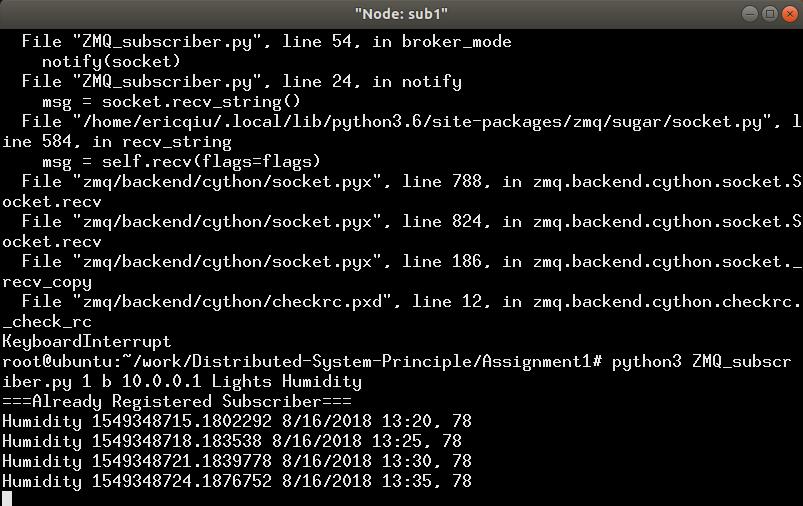 "Node: sub1"
File "ZMQ_subscriber.py", line 54, in broker_mode
notify(socket)
File "ZMQ_subscriber.py", line 24, in notify
msg = socket.recv_string()
File "/home/ericqiu/.local/lib/python3.6/site-packages/zmq/sugar/socket.py", l
ine 584, in recv_string
msg = self.recv(flags=flags)
File "zmq/backend/cython/socket.pyx", line 788, in zmq.backend.cython.socket.S
ocket.recv
File "zmq/backend/cython/socket.pyx", line 824, in zmq.backend.cython.socket.S
ocket.recv
File "zmq/backend/cython/socket.pyx", line 186, in zmq.backend.cython.socket._
recv_copy
File "zmq/backend/cython/checkrc.pxd", line 12, in zmq.backend.cython.checkrc.
_check_rc
KeyboardInterrupt
root@ubuntu:~/work/Distributed-System-Principle/Assignment1# python3 ZMQ_subscr
iber.py 1 b 10.0.0.1 Lights Humidity
===Already Registered Subscriber===
Humidity 1549348715.1802292 8/16/2018 13:20, 78
Humidity 1549348718.183538 8/16/2018 13:25, 78
Humidity 1549348721.1839778 8/16/2018 13:30, 78
Humidity 1549348724.1876752 8/16/2018 13:35, 78